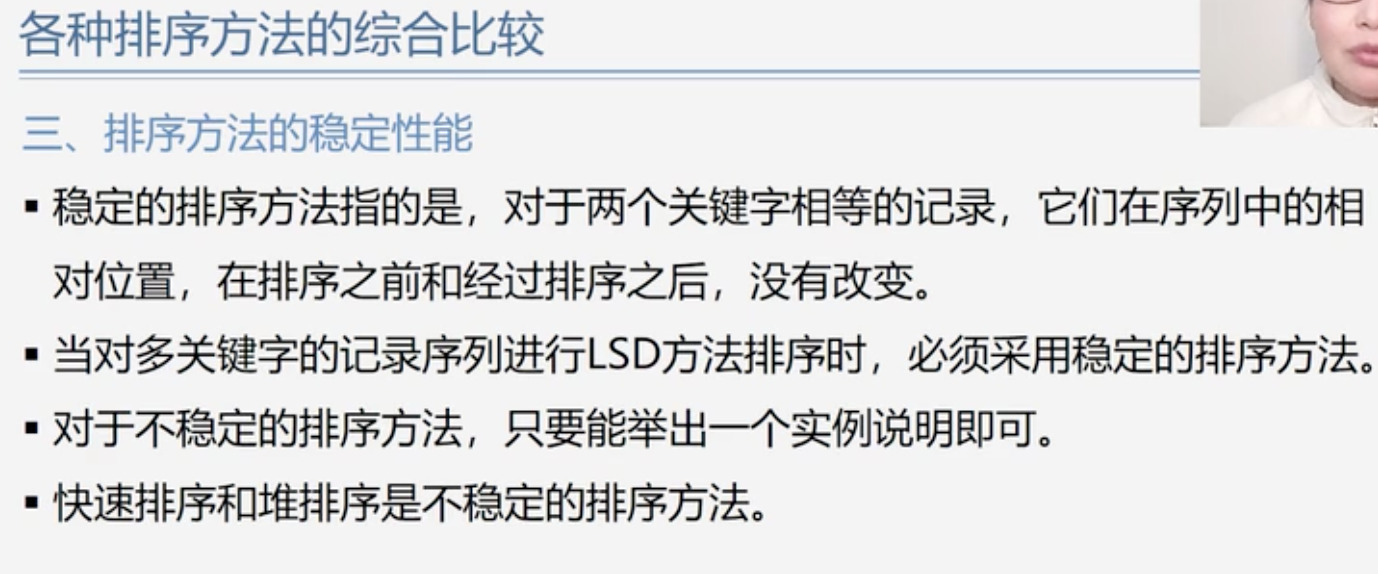 各种排序方法的综合比较
三、排序方法的稳定性能
▪ 稳定的排序方法指的是，对于两个关键字相等的记录，它们在序列中的相
对位置，在排序之前和经过排序之后，没有改变。
▪ 当对多关键字的记录序列进行LSD方法排序时，必须采用稳定的排序方法。
▪ 对于不稳定的排序方法，只要能举出一个实例说明即可。
▪ 快速排序和堆排序是不稳定的排序方法。